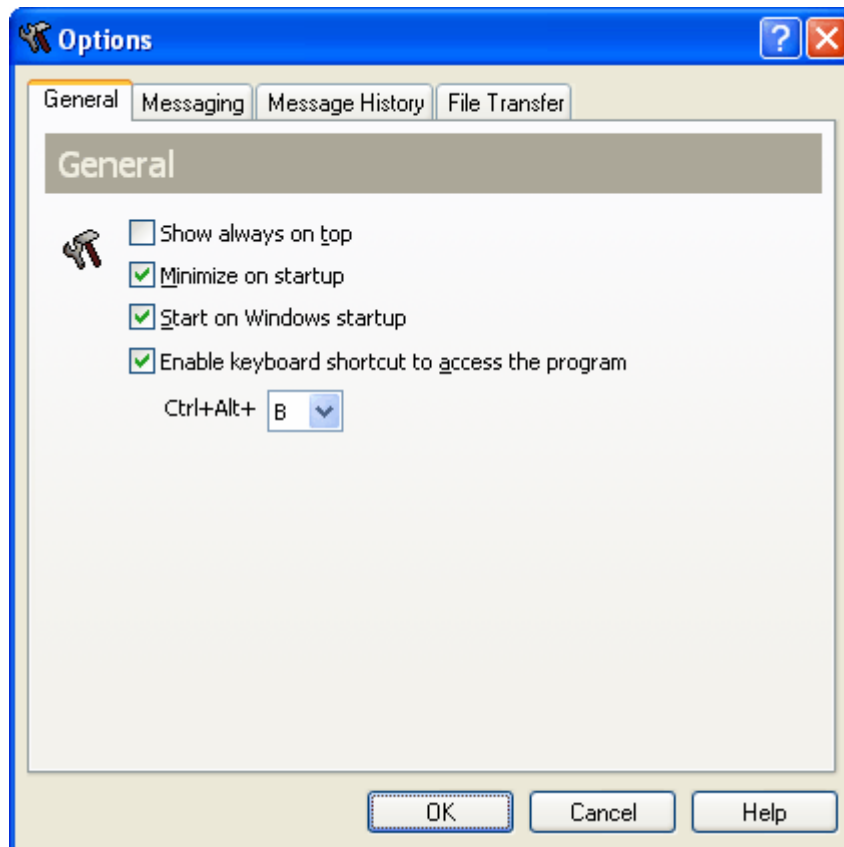 Options
General Messaging Message History File Transfer
General
Show always on top
Minimize on startup
Start on Windows startup
Enable keyboard shortcut to access the program
Ctrl+Alt+ B
OK Cancel Help